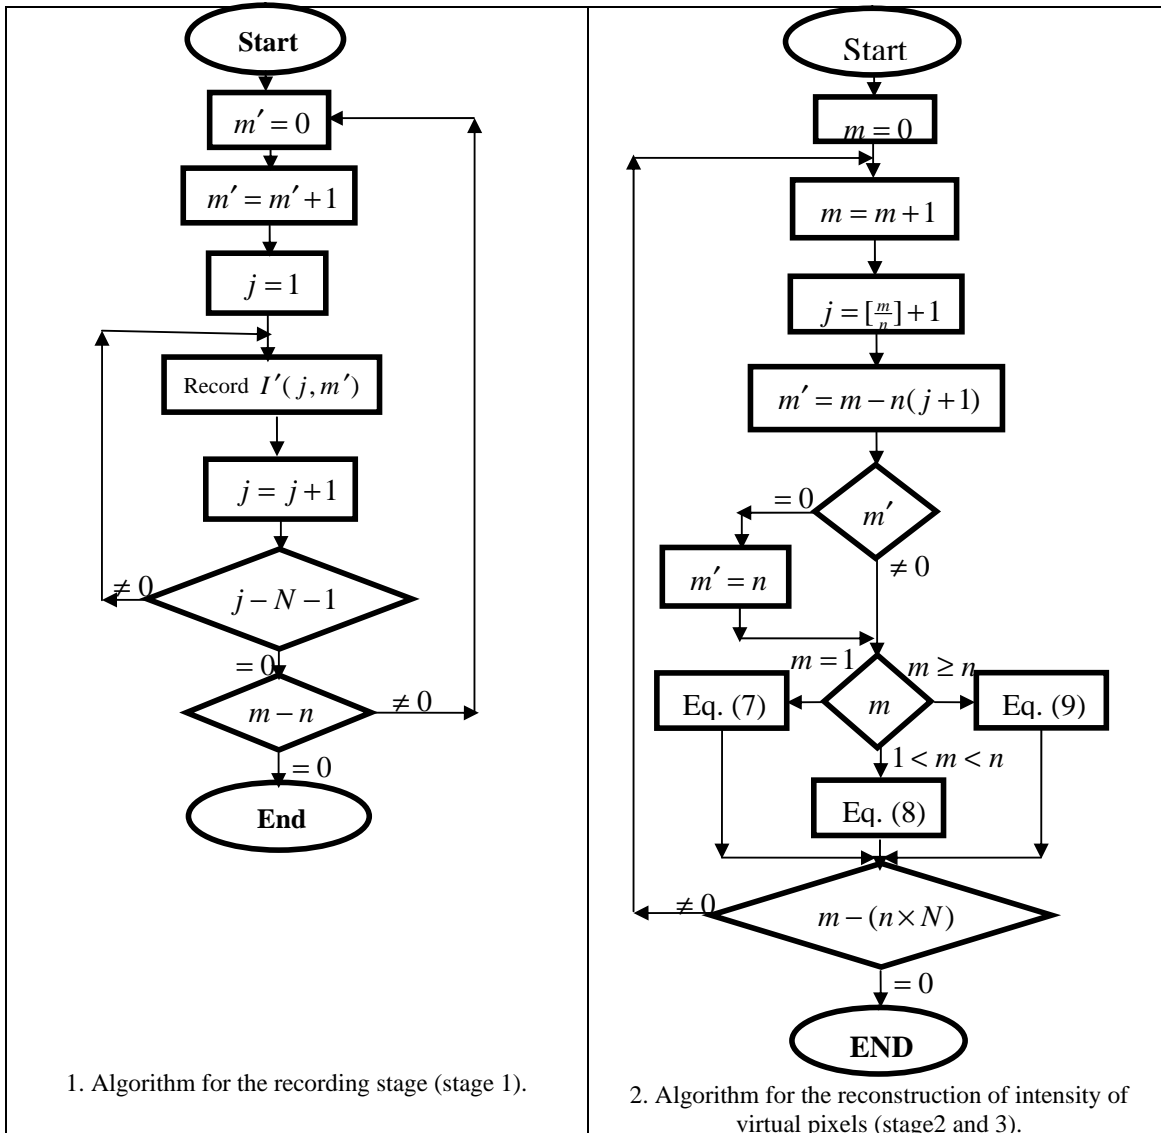 Start
m′ = 0
m′ = m′ + 1
j = 1
Record I′( j, m′)
j = j + 1
≠ 0
j − N − 1
= 0
m − n
≠ 0
= 0
End
1. Algorithm for the recording stage (stage 1).
Start
m = 0
m = m + 1
j = [m/n] + 1
m′ = m − n( j + 1)
= 0
m′
m′ = n
≠ 0
m = 1
m ≥ n
Eq. (7)
m
Eq. (9)
1 < m < n
Eq. (8)
≠ 0
m − (n × N)
= 0
END
2. Algorithm for the reconstruction of intensity of
virtual pixels (stage2 and 3).